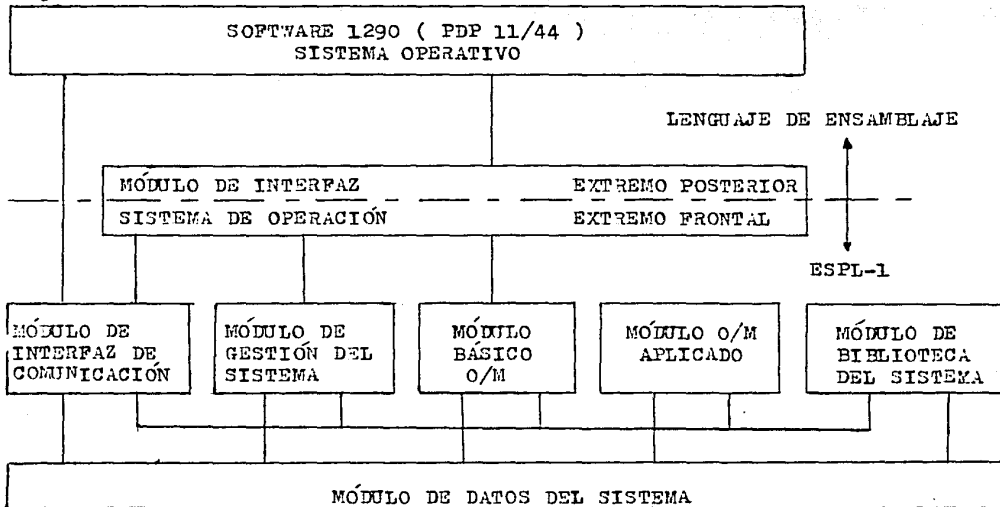 SOFTWARE 1290 ( PDP 11/44 )
SISTEMA OPERATIVO
LENGUAJE DE ENSAMBLAJE
MÓDULO DE INTERFAZ EXTREMO POSTERIOR
SISTEMA DE OPERACIÓN EXTREMO FRONTAL
ESPL-1
MÓDULO DE
INTERFAZ DE
COMUNICACIÓN
MÓDULO DE
GESTIÓN DEL
SISTEMA
MÓDULO
BÁSICO
O/M
MÓDULO O/M
APLICADO
MÓDULO DE
BIBLIOTECA
DEL SISTEMA
MÓDULO DE DATOS DEL SISTEMA